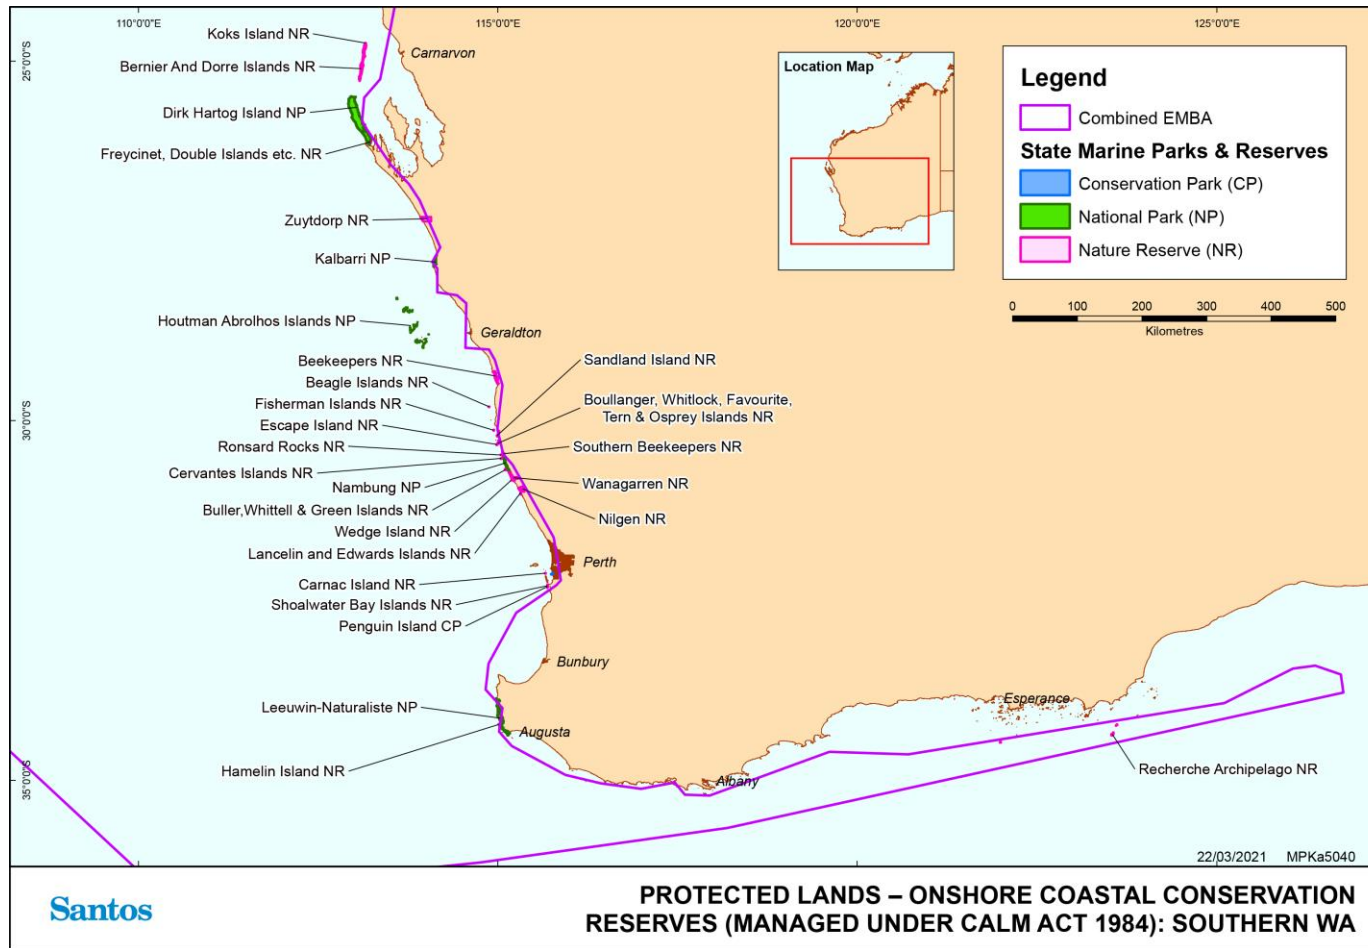 110°0'0"E
115°0'0"E
120°0'0"E
125°0'0"E
25°0'0"S
30°0'0"S
35°0'0"S
Koks Island NR
Carnarvon
Bernier And Dorre Islands NR
Dirk Hartog Island NP
Freycinet, Double Islands etc. NR
Zuytdorp NR
Kalbarri NP
Houtman Abrolhos Islands NP
Geraldton
Beekeepers NR
Beagle Islands NR
Fisherman Islands NR
Escape Island NR
Ronsard Rocks NR
Cervantes Islands NR
Nambung NP
Buller,Whittell & Green Islands NR
Wedge Island NR
Lancelin and Edwards Islands NR
Carnac Island NR
Shoalwater Bay Islands NR
Penguin Island CP
Leeuwin-Naturaliste NP
Hamelin Island NR
Sandland Island NR
Boullanger, Whitlock, Favourite,
Tern & Osprey Islands NR
Southern Beekeepers NR
Wanagarren NR
Nilgen NR
Perth
Bunbury
Augusta
Albany
Esperance
Recherche Archipelago NR
Location Map
Legend
Combined EMBA
State Marine Parks & Reserves
Conservation Park (CP)
National Park (NP)
Nature Reserve (NR)
0 100 200 300 400 500
Kilometres
22/03/2021 MPKa5040
Santos
PROTECTED LANDS – ONSHORE COASTAL CONSERVATION
RESERVES (MANAGED UNDER CALM ACT 1984): SOUTHERN WA